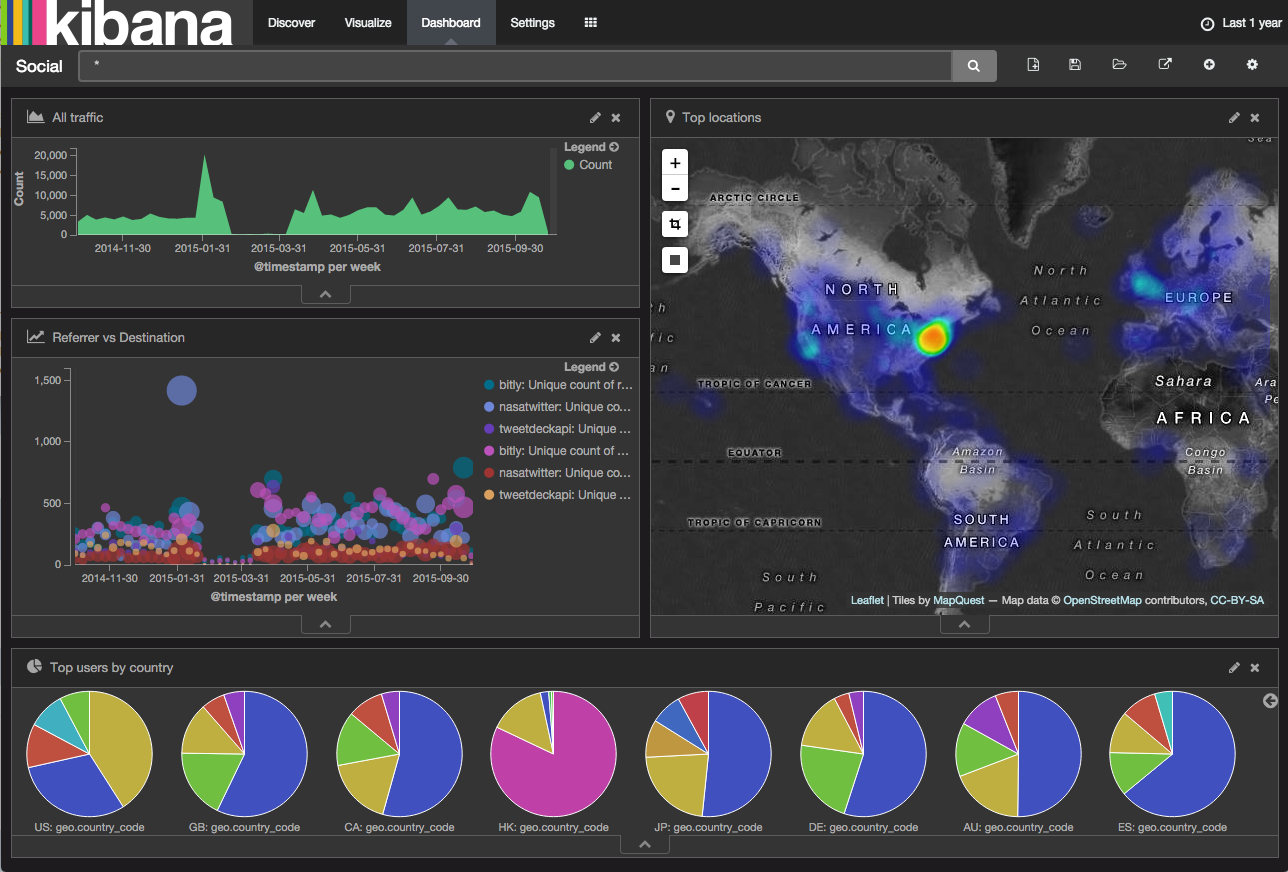 kibana
Discover
Visualize
Dashboard
Settings
Last 1 year
Social
*
All traffic
Legend
Count
Count
20,000
15,000
10,000
5,000
0
2014-11-30 2015-01-31 2015-03-31 2015-05-31 2015-07-31 2015-09-30
@timestamp per week
Referrer vs Destination
Legend
bitly: Unique count of r...
nasatwitter: Unique co...
tweetdeckapi: Unique ...
bitly: Unique count of ...
nasatwitter: Unique co...
tweetdeckapi: Unique ...
1,500
1,000
500
0
2014-11-30 2015-01-31 2015-03-31 2015-05-31 2015-07-31 2015-09-30
@timestamp per week
Top locations
+
−
Sea
ARCTIC CIRCLE
North
Atlantic
Ocean
NORTH
AMERICA
EUROPE
TROPIC OF CANCER
Sahara
AFRICA
EQUATOR
Amazon
Basin
Congo
Basin
TROPIC OF CAPRICORN
SOUTH
AMERICA
South
Atlantic
Ocean
South
Pacific
Leaflet | Tiles by MapQuest — Map data © OpenStreetMap contributors, CC-BY-SA
Top users by country
US: geo.country_code
GB: geo.country_code
CA: geo.country_code
HK: geo.country_code
JP: geo.country_code
DE: geo.country_code
AU: geo.country_code
ES: geo.country_code